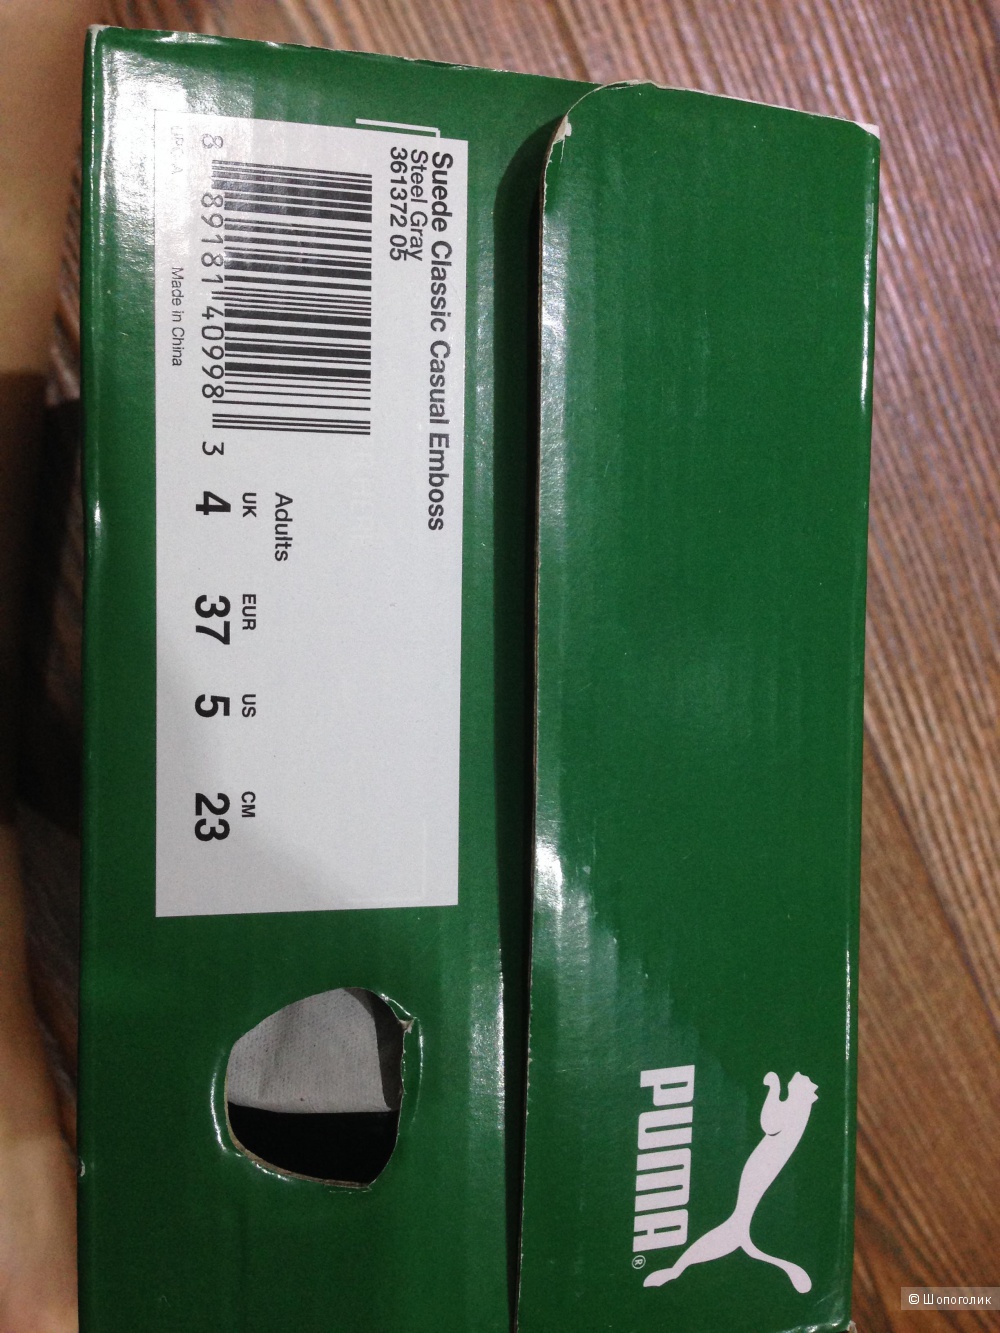 Suede Classic Casual Emboss
Steel Gray
361372 05
8 89181 40998 3
UPC-A
Made in China
Adults
UK EUR US CM
4 37 5 23
PUMA®
© Шопоголик